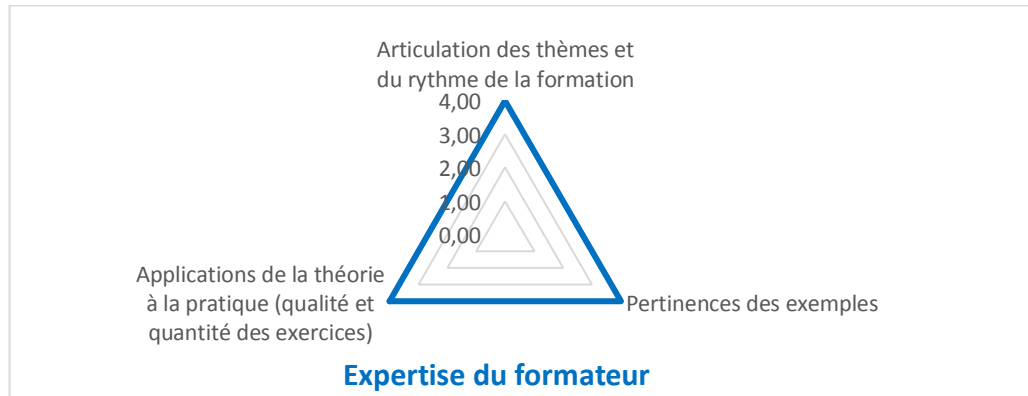 Articulation des thèmes et
du rythme de la formation
4,00
3,00
2,00
1,00
0,00
Applications de la théorie
à la pratique (qualité et
quantité des exercices)
Pertinences des exemples
Expertise du formateur